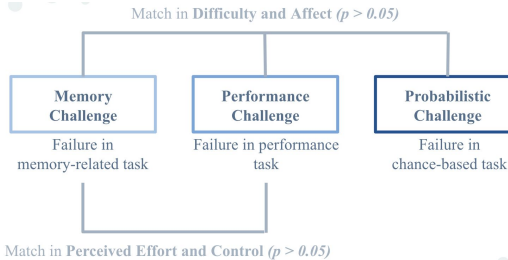 Match in Difficulty and Affect (p > 0.05)
Memory
Challenge
Performance
Challenge
Probabilistic
Challenge
Failure in
memory-related task
Failure in performance
task
Failure in
chance-based task
Match in Perceived Effort and Control (p > 0.05)